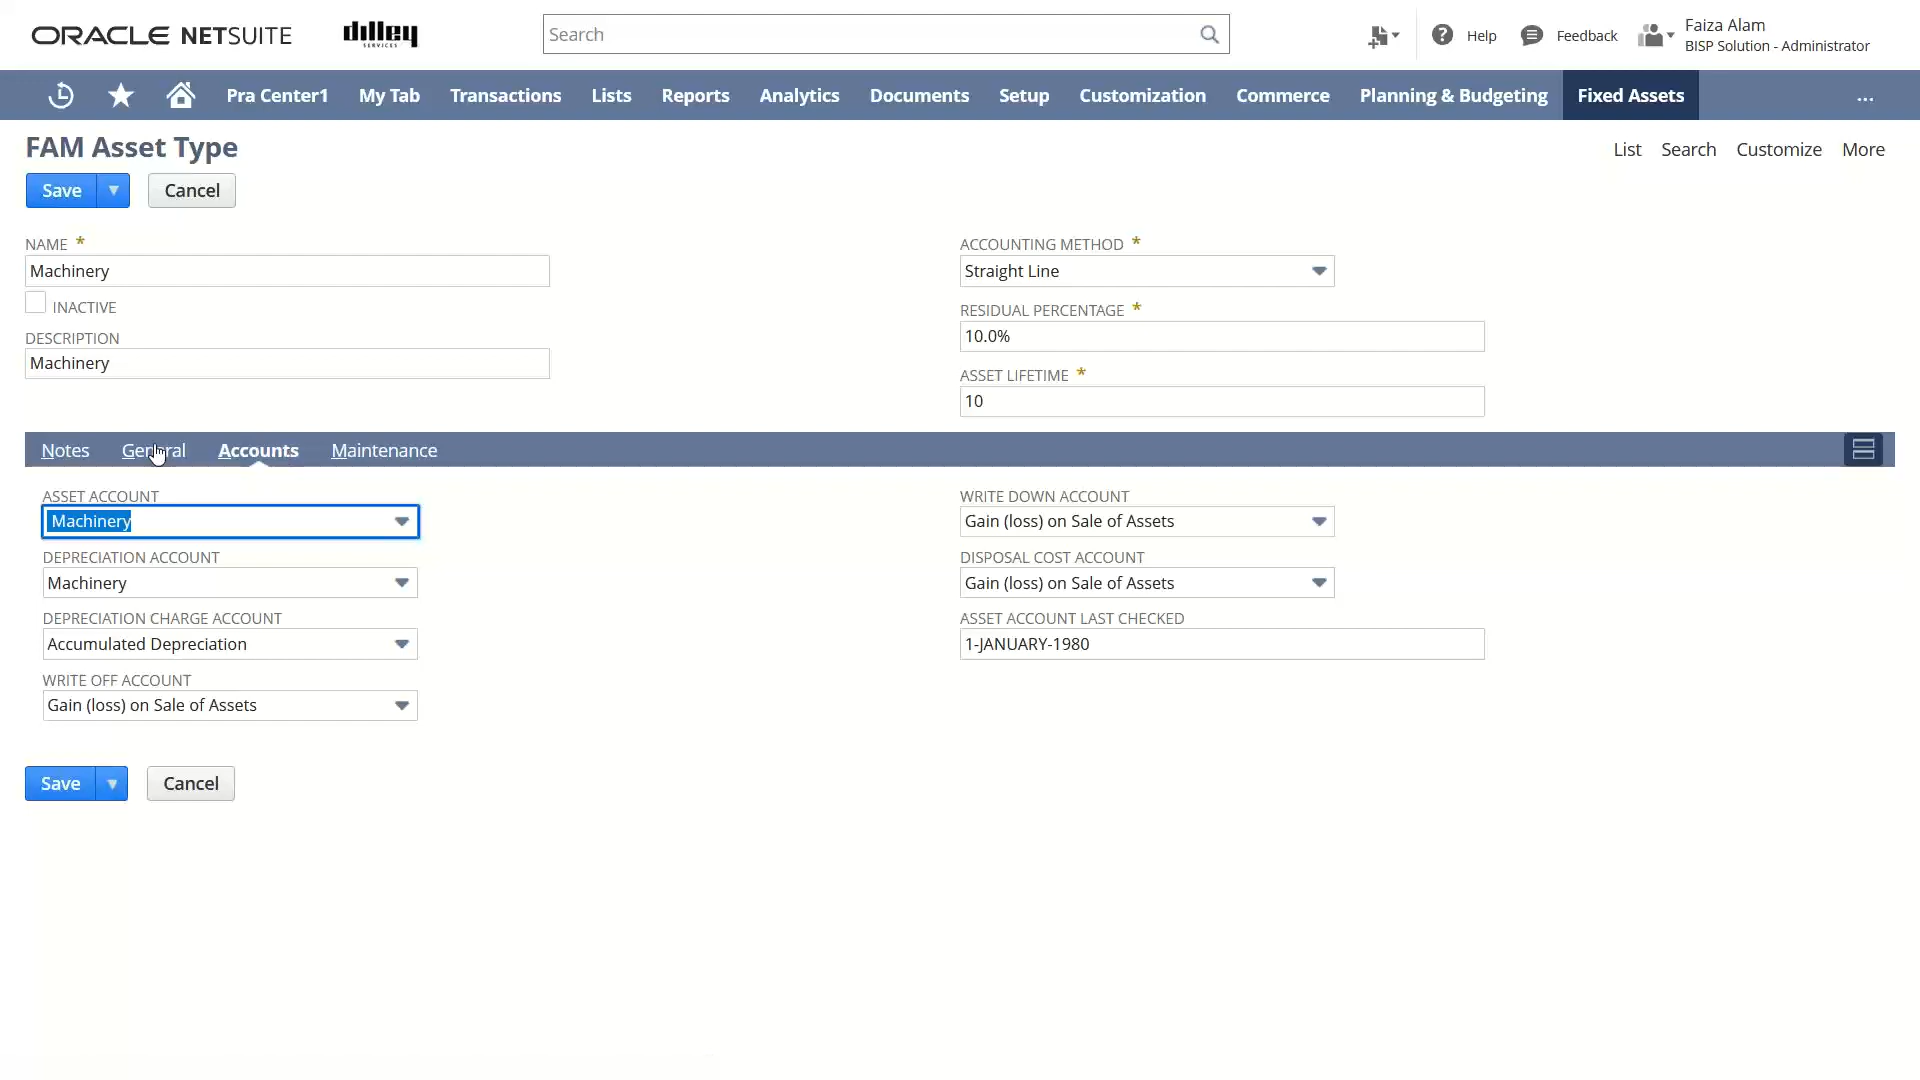 ORACLE NETSUITE
dilley
SERVICES
Search
Help
Feedback
Faiza Alam
BISP Solution - Administrator
Pra Center1
My Tab
Transactions
Lists
Reports
Analytics
Documents
Setup
Customization
Commerce
Planning & Budgeting
Fixed Assets
...
FAM Asset Type
List
Search
Customize
More
Save
Cancel
NAME *
Machinery
INACTIVE
DESCRIPTION
Machinery
ACCOUNTING METHOD *
Straight Line
RESIDUAL PERCENTAGE *
10.0%
ASSET LIFETIME *
10
Notes
General
Accounts
Maintenance
ASSET ACCOUNT
Machinery
DEPRECIATION ACCOUNT
Machinery
DEPRECIATION CHARGE ACCOUNT
Accumulated Depreciation
WRITE OFF ACCOUNT
Gain (loss) on Sale of Assets
WRITE DOWN ACCOUNT
Gain (loss) on Sale of Assets
DISPOSAL COST ACCOUNT
Gain (loss) on Sale of Assets
ASSET ACCOUNT LAST CHECKED
1-JANUARY-1980
Save
Cancel